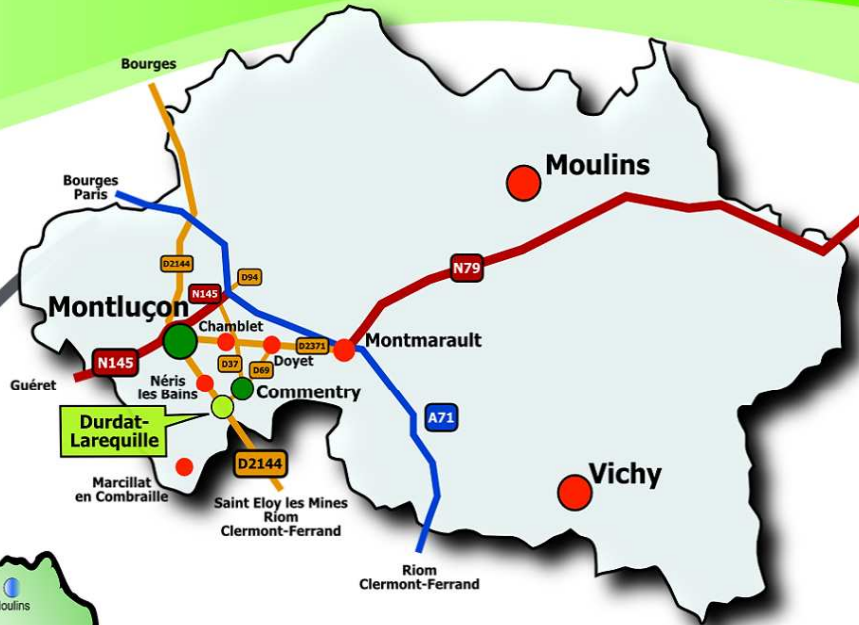 Bourges
Bourges
Paris
Moulins
D2144
D94
N145
N79
Montluçon
Chamblet
D2371
Montmarault
N145
Doyet
D37
D69
Guéret
Néris
les Bains
Commentry
Durdat-
Larequille
A71
D2144
Vichy
Marcillat
en Combraille
Saint Eloy les Mines
Riom
Clermont-Ferrand
Riom
Clermont-Ferrand
oulins